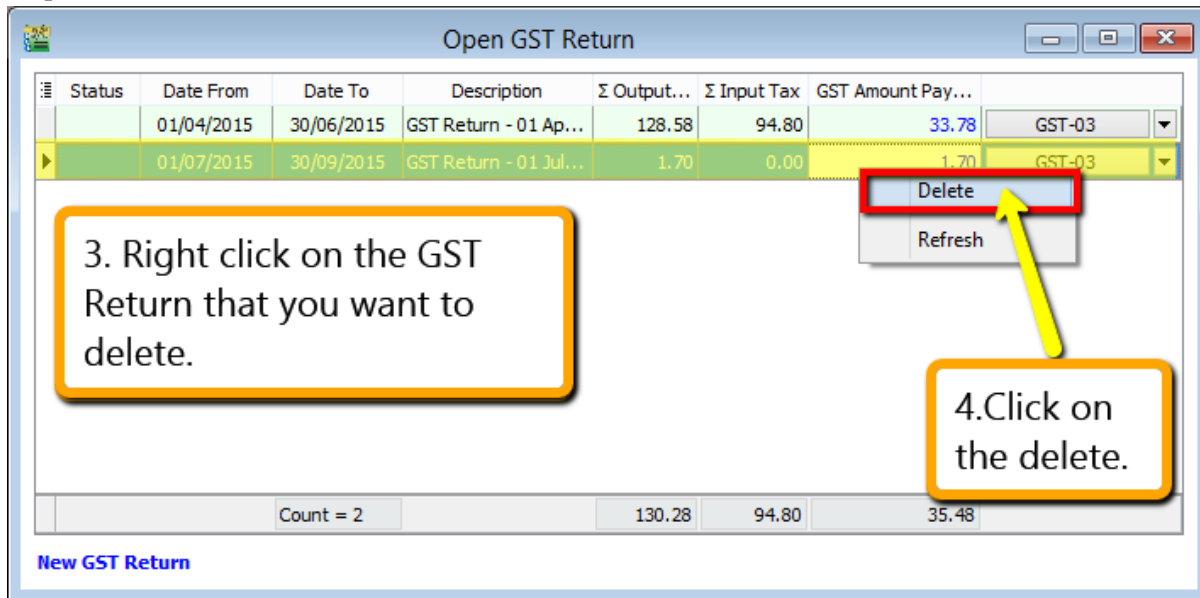 Open GST Return
Status Date From Date To Description Σ Output... Σ Input Tax GST Amount Pay...
01/04/2015 30/06/2015 GST Return - 01 Ap... 128.58 94.80 33.78 GST-03
01/07/2015 30/09/2015 GST Return - 01 Jul... 1.70 0.00 1.70 GST-03
Delete
Refresh
3. Right click on the GST
Return that you want to
delete.
4.Click on
the delete.
Count = 2 130.28 94.80 35.48
New GST Return